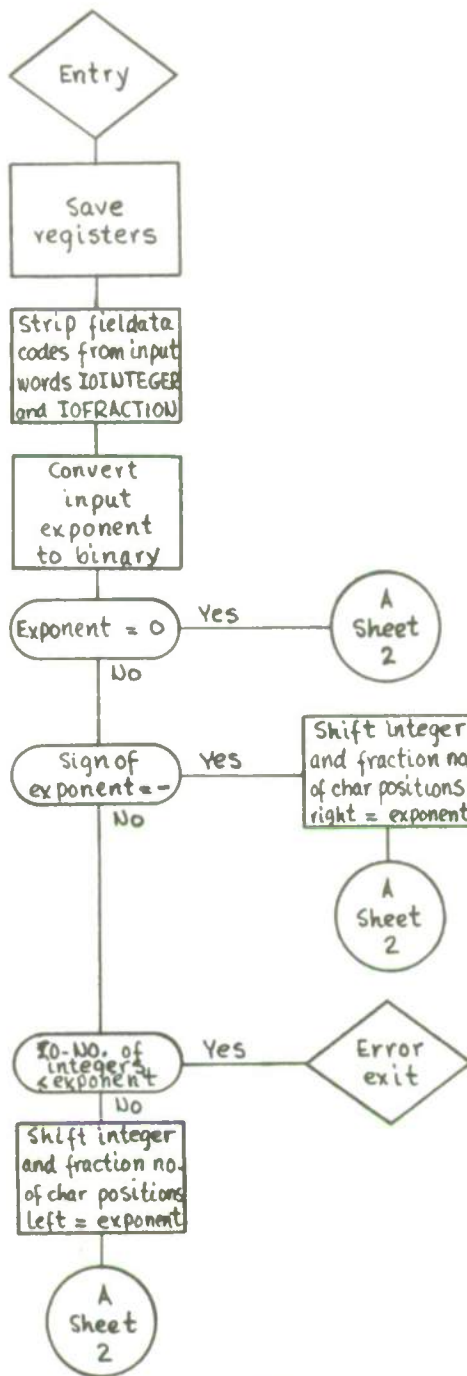 Entry
Save
registers
Strip fieldata
codes from input
words IOINTEGER
and IOFRACTION
Convert
input
exponent
to binary
Exponent = 0
Yes
A
Sheet
2
No
Sign of
exponent = -
Yes
Shift integer
and fraction no.
of char positions
right = exponent
No
A
Sheet
2
No. of
integers
< exponent
Yes
Error
exit
No
Shift integer
and fraction no.
of char positions
Left = exponent
A
Sheet
2